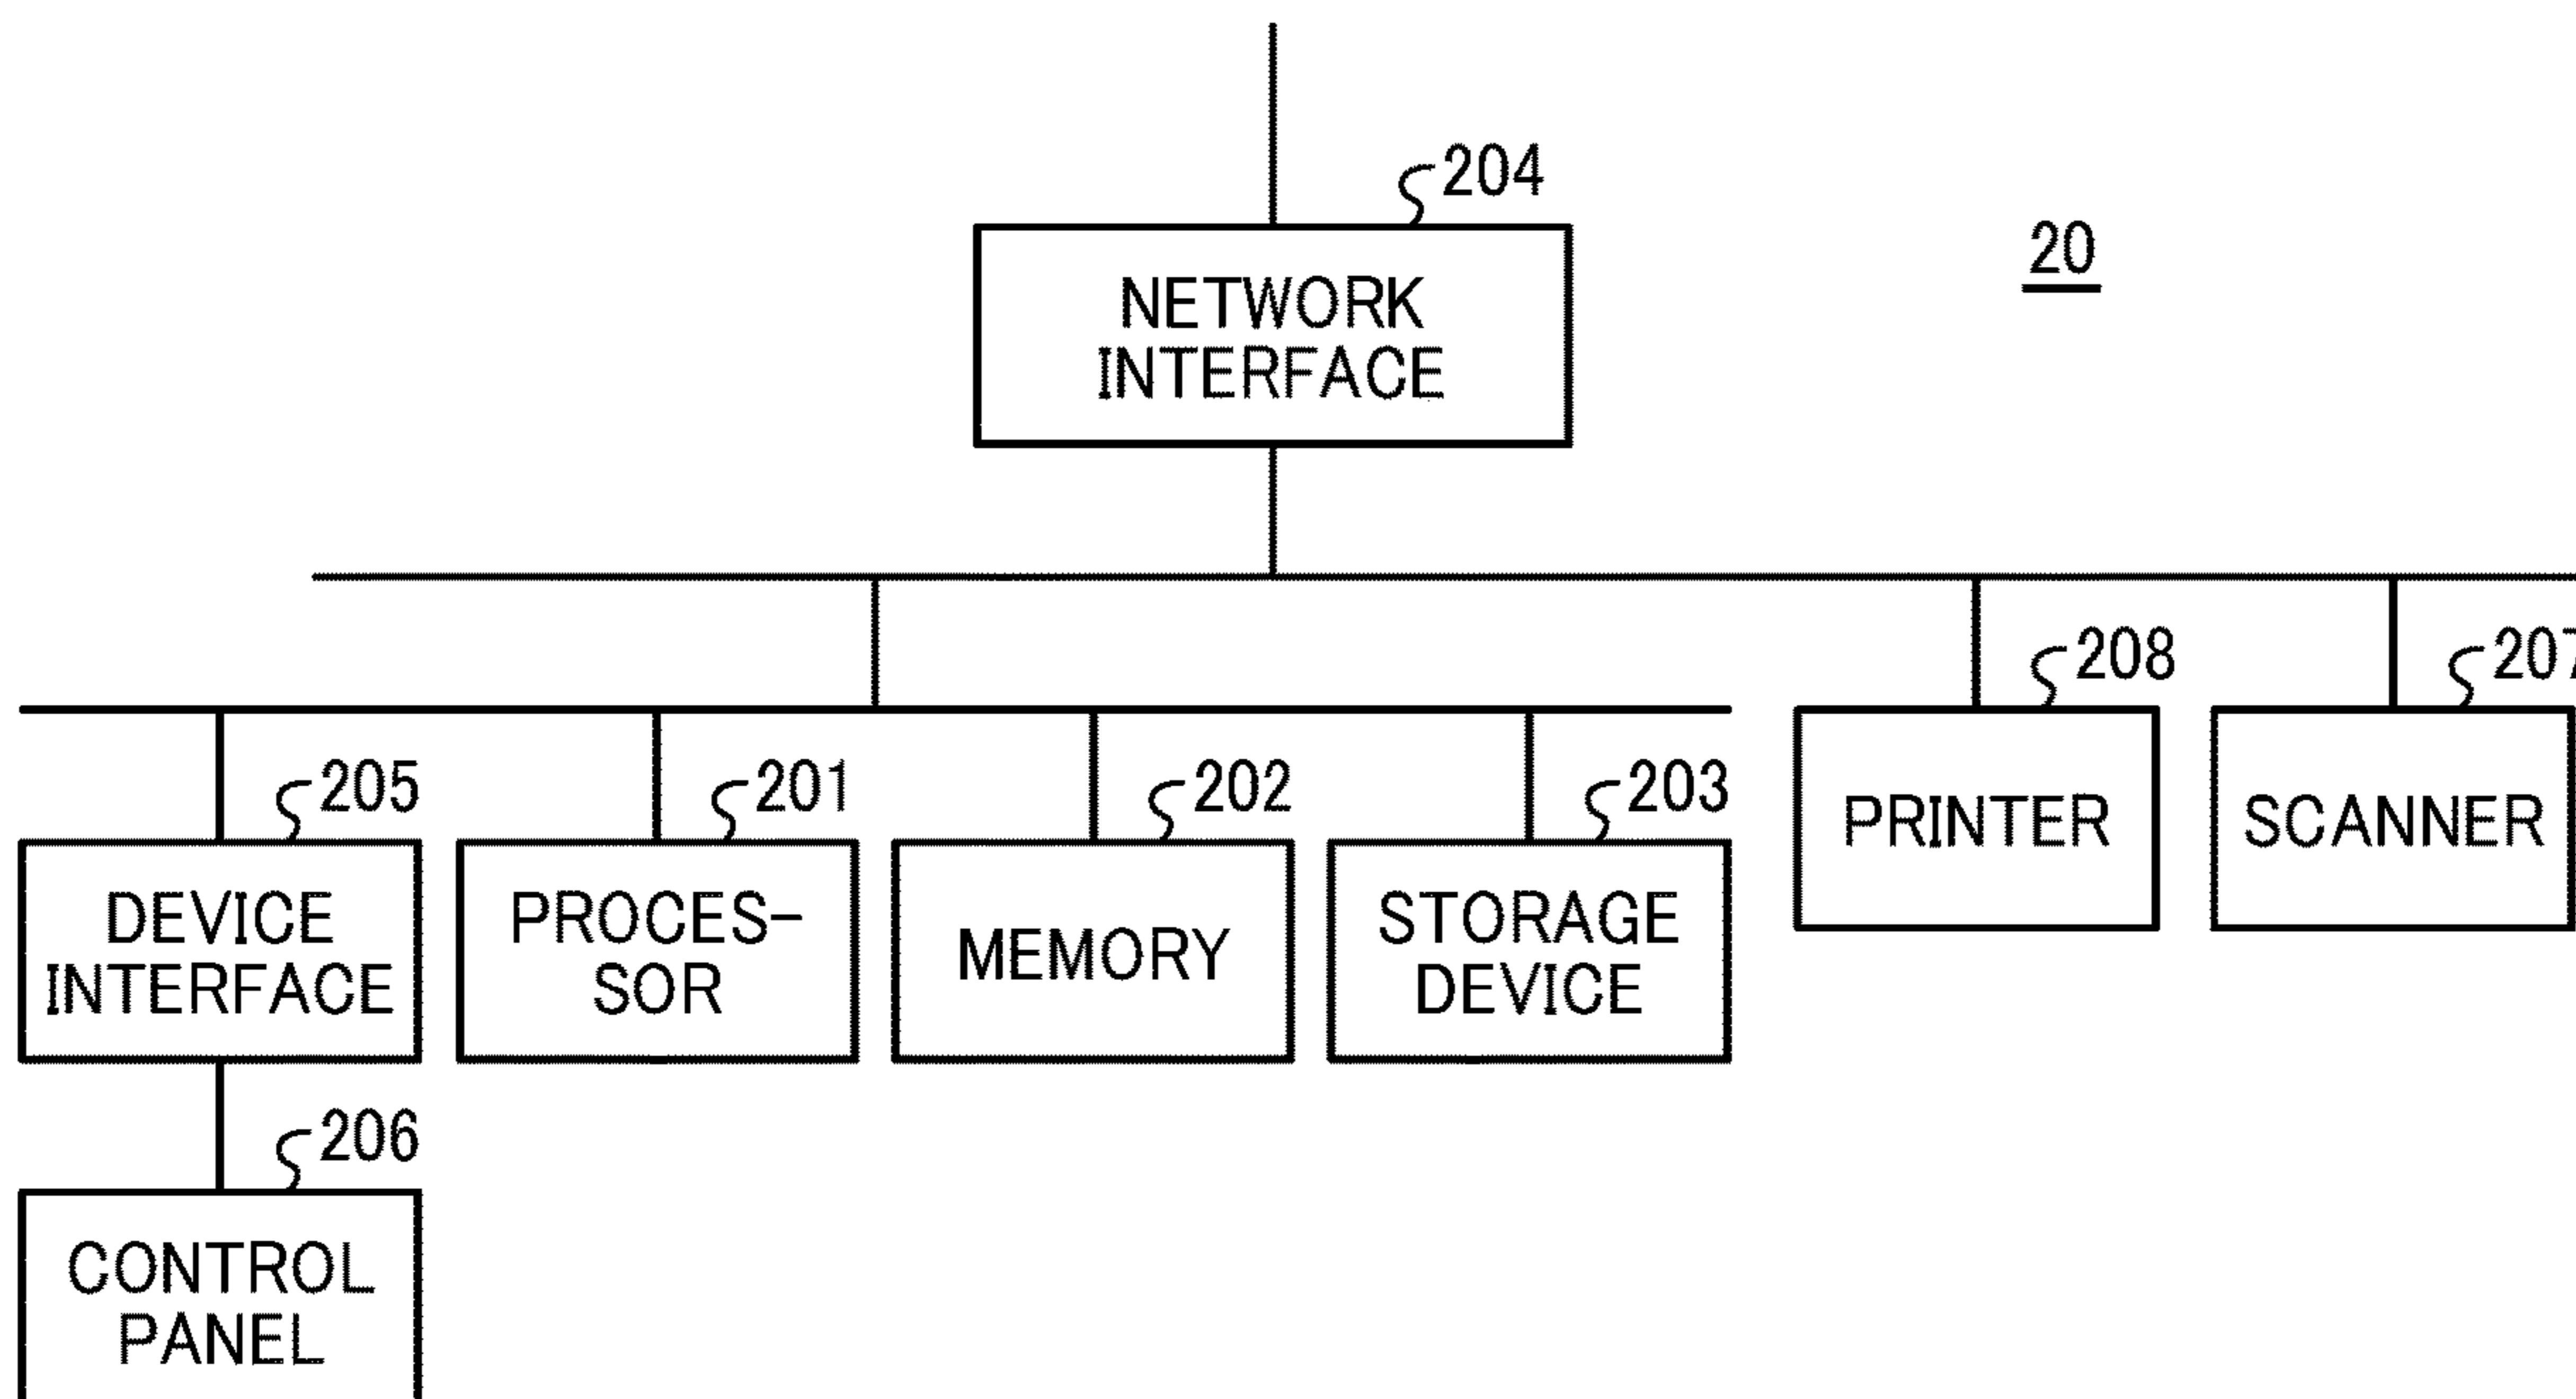 204
20
NETWORK
INTERFACE
208
207
205
201
202
203
PRINTER
SCANNER
DEVICE
INTERFACE
PROCES-
SOR
MEMORY
STORAGE
DEVICE
206
CONTROL
PANEL